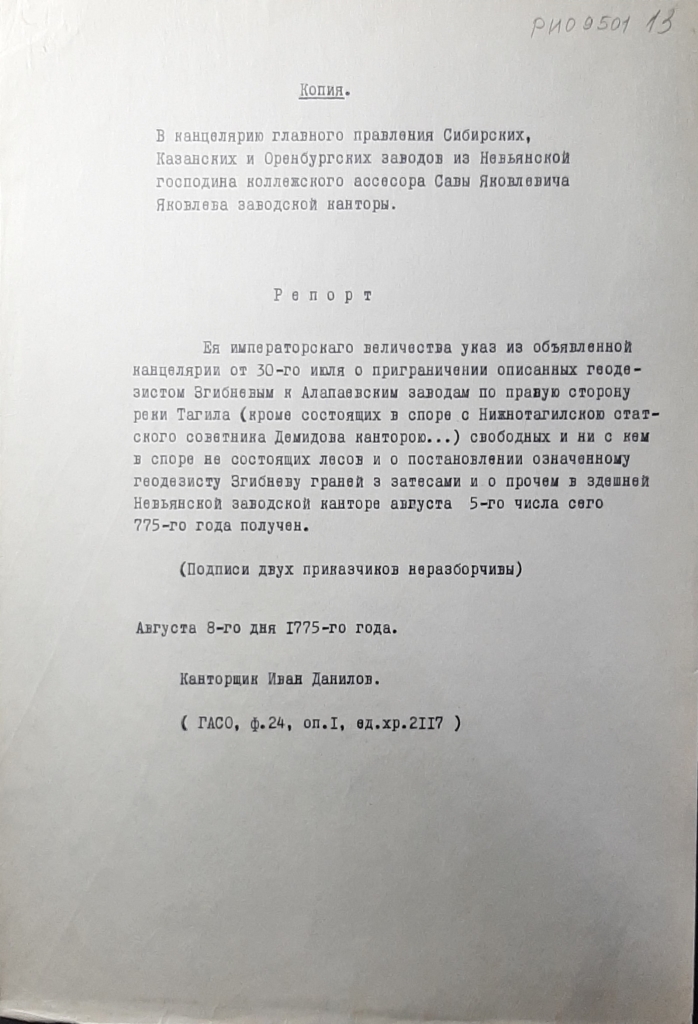 РИО 9501 13
Копия.
В канцелярию главного правления Сибирских,
Казанских и Оренбургских заводов из Невьянской
господина коллежского ассесора Савы Яковлевича
Яковлева заводской канторы.
Р е п о р т
Ея императорскаго величества указ из объявленной
канцелярии от 30-го июля о приграничении описанных геоде-
зистом Згибневым к Алапаевским заводам по правую сторону
реки Тагила (кроме состоящих в споре с Нижнотагилскою стат-
ского советника Демидова канторою...) свободных и ни с кем
в споре не состоящих лесов и о постановлении означенному
геодезисту Згибневу граней з затесами и о прочем в здешней
Невьянской заводской канторе августа 5-го числа сего
775-го года получен.
(Подписи двух приказчиков неразборчивы)
Августа 8-го дня I775-го года.
Канторщик Иван Данилов.
( ГАСО, ф.24, оп.I, ед.хр.2II7 )